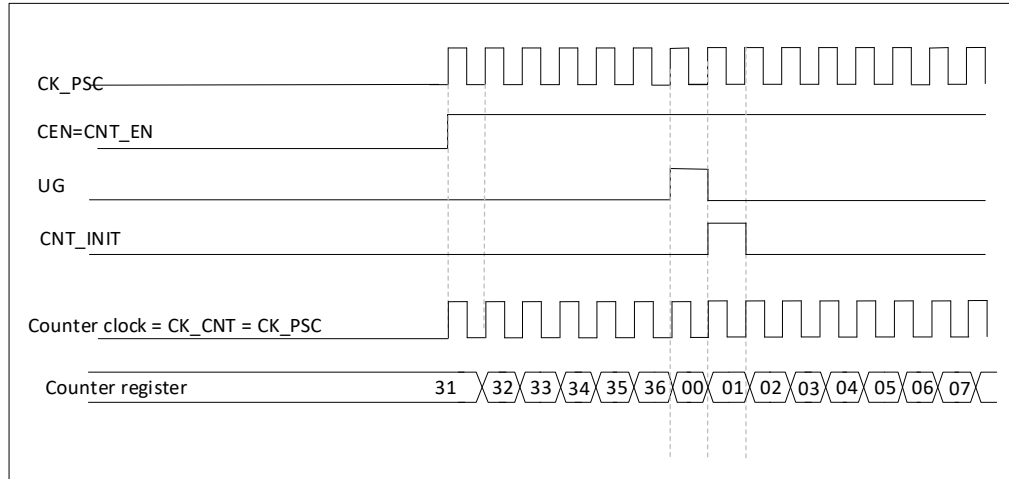 CK_PSC
CEN=CNT_EN
UG
CNT_INIT
Counter clock = CK_CNT = CK_PSC
Counter register 31 32 33 34 35 36 00 01 02 03 04 05 06 07